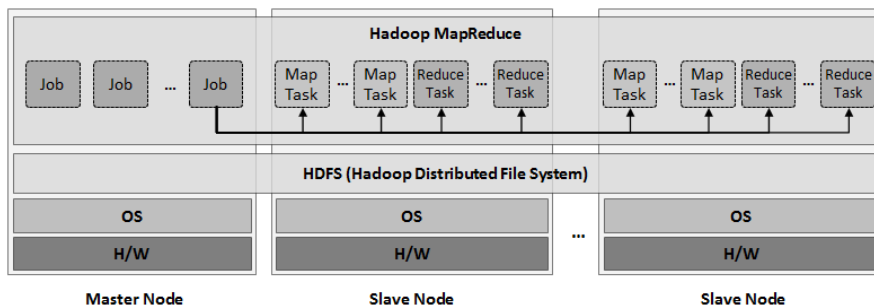 Hadoop MapReduce
Job Job ... Job
Map Task ... Map Task Reduce Task ... Reduce Task
Map Task ... Map Task Reduce Task ... Reduce Task
HDFS (Hadoop Distributed File System)
OS OS OS
...
H/W H/W H/W
Master Node Slave Node Slave Node